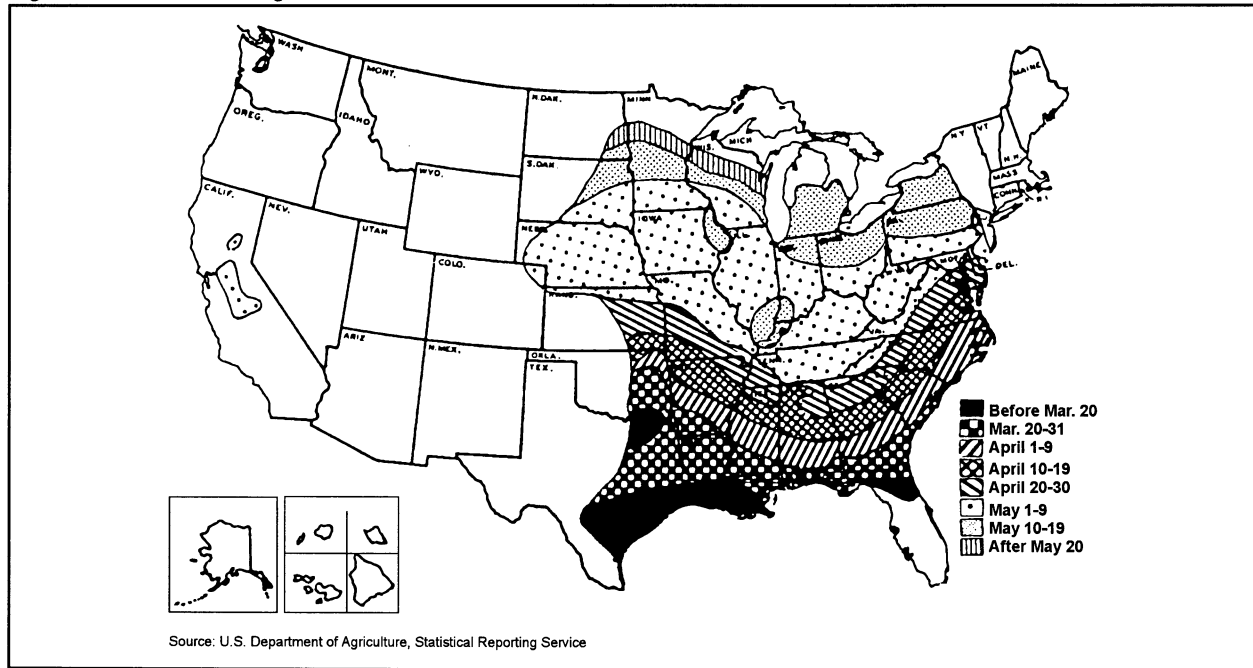 WASH
MONT.
N.DAK.
MINN
MAINE
OREG.
IDAHO
WIS.
MICH
N.Y.
VT.
N.H.
S.DAK.
MASS
WYO.
CONN.
R.I.
CALIF.
NEV.
IOWA
NEBR.
PA.
UTAH
COLO.
MO.
DEL.
KANS.
ARIZ
N.MEX.
OKLA.
TEX.
Before Mar. 20
Mar. 20-31
April 1-9
April 10-19
April 20-30
May 1-9
May 10-19
After May 20
Source: U.S. Department of Agriculture, Statistical Reporting Service